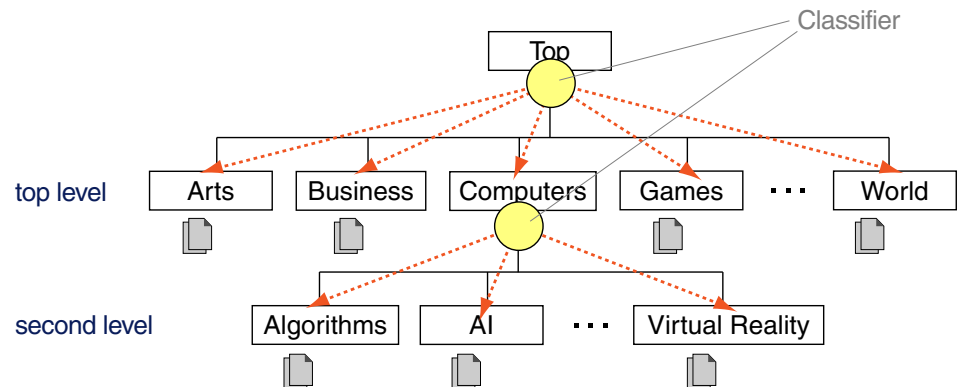 Classifier
Top
top level
Arts
Business
Computers
Games
...
World
second level
Algorithms
AI
...
Virtual Reality